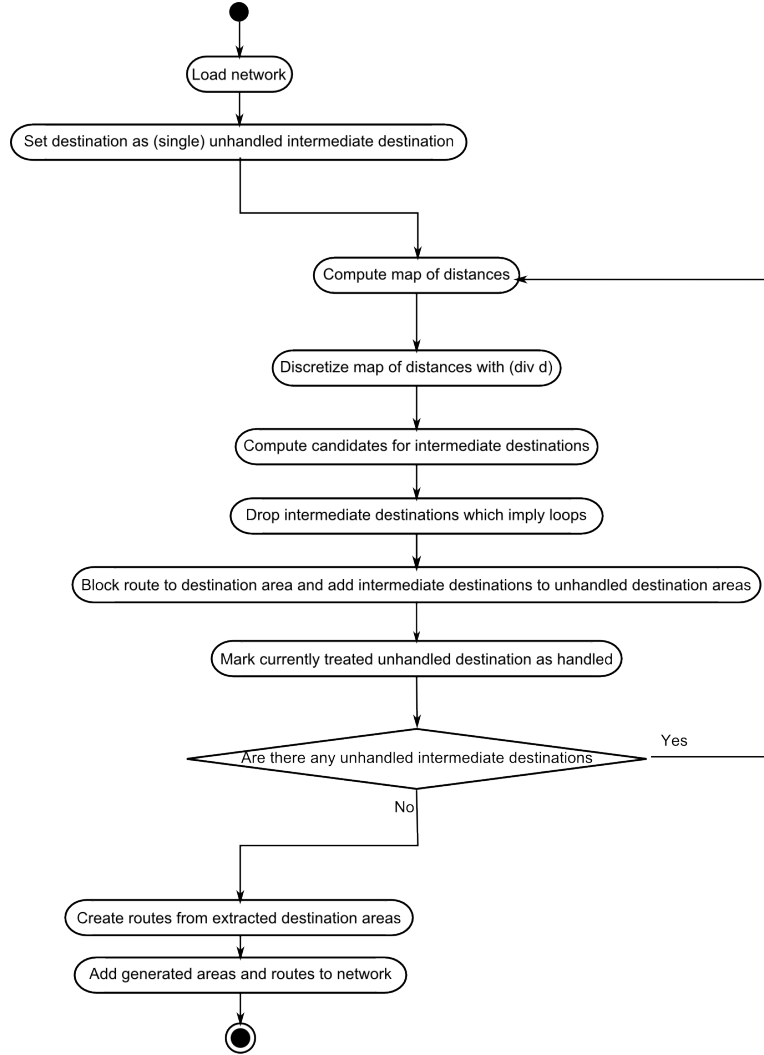 Load network
Set destination as (single) unhandled intermediate destination
Compute map of distances
Discretize map of distances with (div d)
Compute candidates for intermediate destinations
Drop intermediate destinations which imply loops
Block route to destination area and add intermediate destinations to unhandled destination areas
Mark currently treated unhandled destination as handled
Yes
Are there any unhandled intermediate destinations
No
Create routes from extracted destination areas
Add generated areas and routes to network